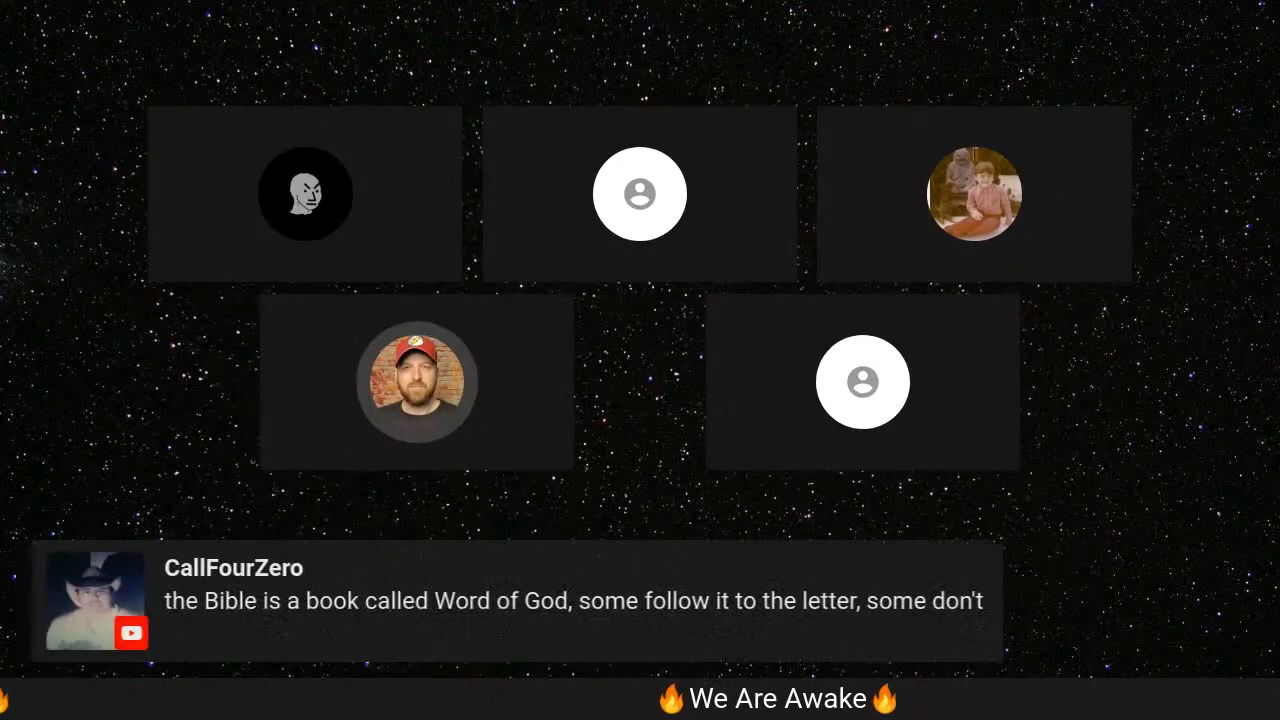 CallFourZero
the Bible is a book called Word of God, some follow it to the letter, some don't
🔥We Are Awake🔥